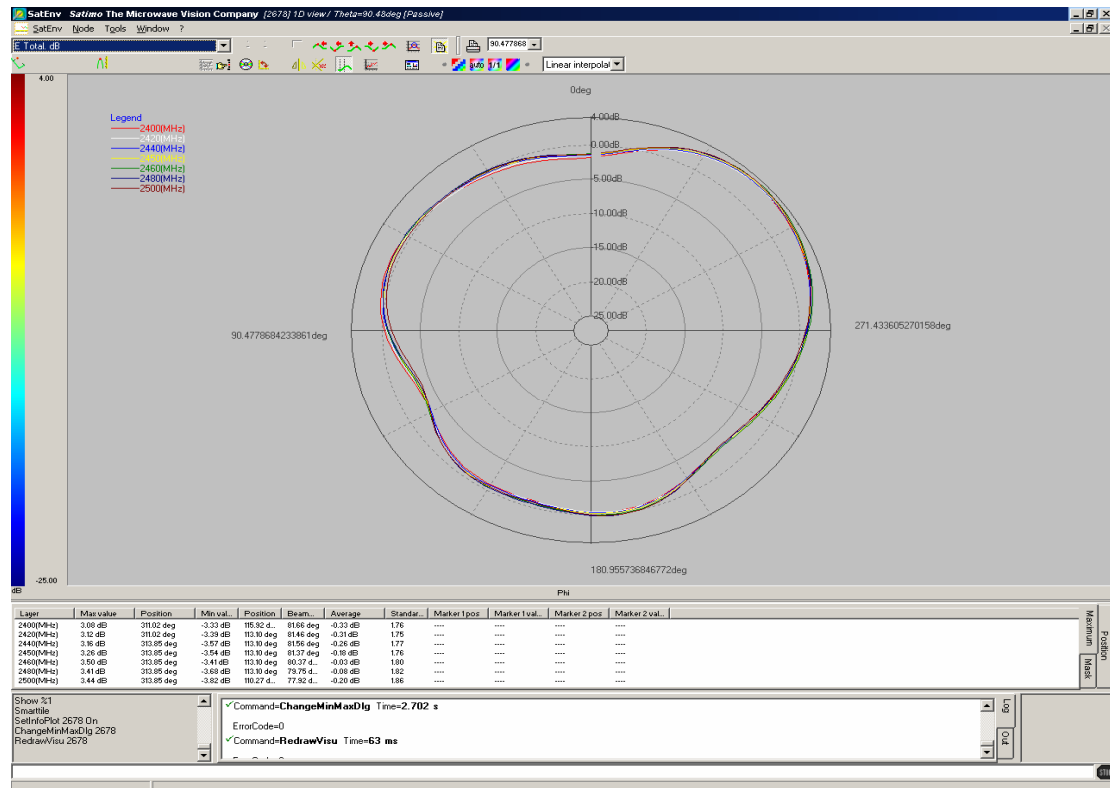 SatEnv Satimo The Microwave Vision Company [2678] 1D view / Theta=90.48deg [Passive]
SatEnv Node Tools Window ?
E Total. dB
90.477868
auto 1/1 Linear interpolat
4.00
0deg
Legend
2400(MHz)
2420(MHz)
2440(MHz)
2450(MHz)
2460(MHz)
2480(MHz)
2500(MHz)
4.00dB
0.00dB
-5.00dB
-10.00dB
-15.00dB
-20.00dB
-25.00dB
90.4778684233861deg
271.433605270158deg
180.955736846772deg
-25.00
dB
Phi
Layer Max value Position Min val... Position Beam... Average Standar... Marker 1 pos Marker 1 val... Marker 2 pos Marker 2 val...
2400(MHz) 3.08 dB 311.02 deg -3.33 dB 115.92 d... 81.66 deg -0.33 dB 1.76 ---- ---- ---- ----
2420(MHz) 3.12 dB 311.02 deg -3.39 dB 113.10 deg 81.46 deg -0.31 dB 1.75 ---- ---- ---- ----
2440(MHz) 3.16 dB 313.85 deg -3.57 dB 113.10 deg 81.56 deg -0.26 dB 1.77 ---- ---- ---- ----
2450(MHz) 3.26 dB 313.85 deg -3.54 dB 113.10 deg 81.37 deg -0.18 dB 1.76 ---- ---- ---- ----
2460(MHz) 3.50 dB 313.85 deg -3.41 dB 113.10 deg 80.37 d... -0.03 dB 1.80 ---- ---- ---- ----
2480(MHz) 3.41 dB 313.85 deg -3.68 dB 113.10 deg 79.75 d... -0.08 dB 1.82 ---- ---- ---- ----
2500(MHz) 3.44 dB 313.85 deg -3.82 dB 110.27 d... 77.92 d... -0.20 dB 1.86 ---- ---- ---- ----
Maximum
Position
Mask
Show %1
Smarttile
SetInfoPlot 2678 On
ChangeMinMaxDlg 2678
RedrawVisu 2678
Command=ChangeMinMaxDlg Time=2.702 s
ErrorCode=0
Command=RedrawVisu Time=63 ms
Log
Out